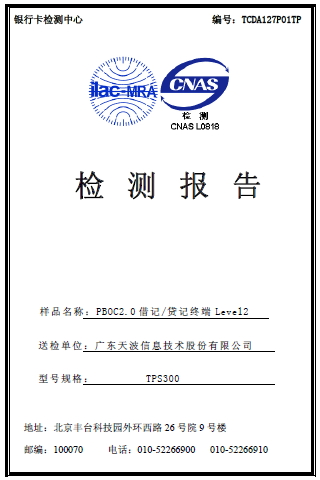 银行卡检测中心 编号：TCDA127P01TP
ilac-MRA CNAS
检 测
CNAS L0818
检 测 报 告
样品名称：PBOC2.0 借记/贷记终端 Level2
送检单位：广东天波信息技术股份有限公司
型号规格： TPS300
地址：北京丰台科技园外环西路 26 号院 9 号楼
邮编：100070 电话：010-52266900 010-52266910